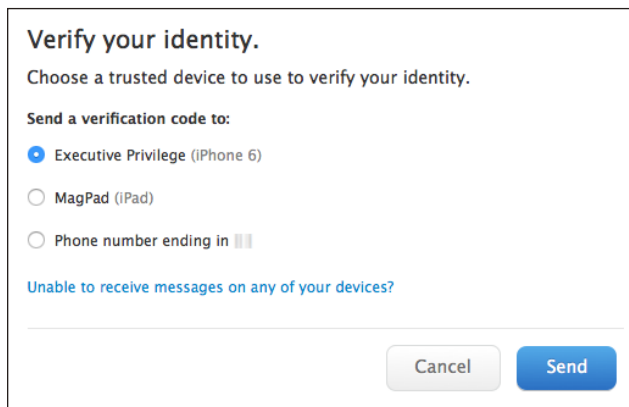 Verify your identity.
Choose a trusted device to use to verify your identity.
Send a verification code to:
Executive Privilege (iPhone 6)
MagPad (iPad)
Phone number ending in
Unable to receive messages on any of your devices?
Cancel
Send